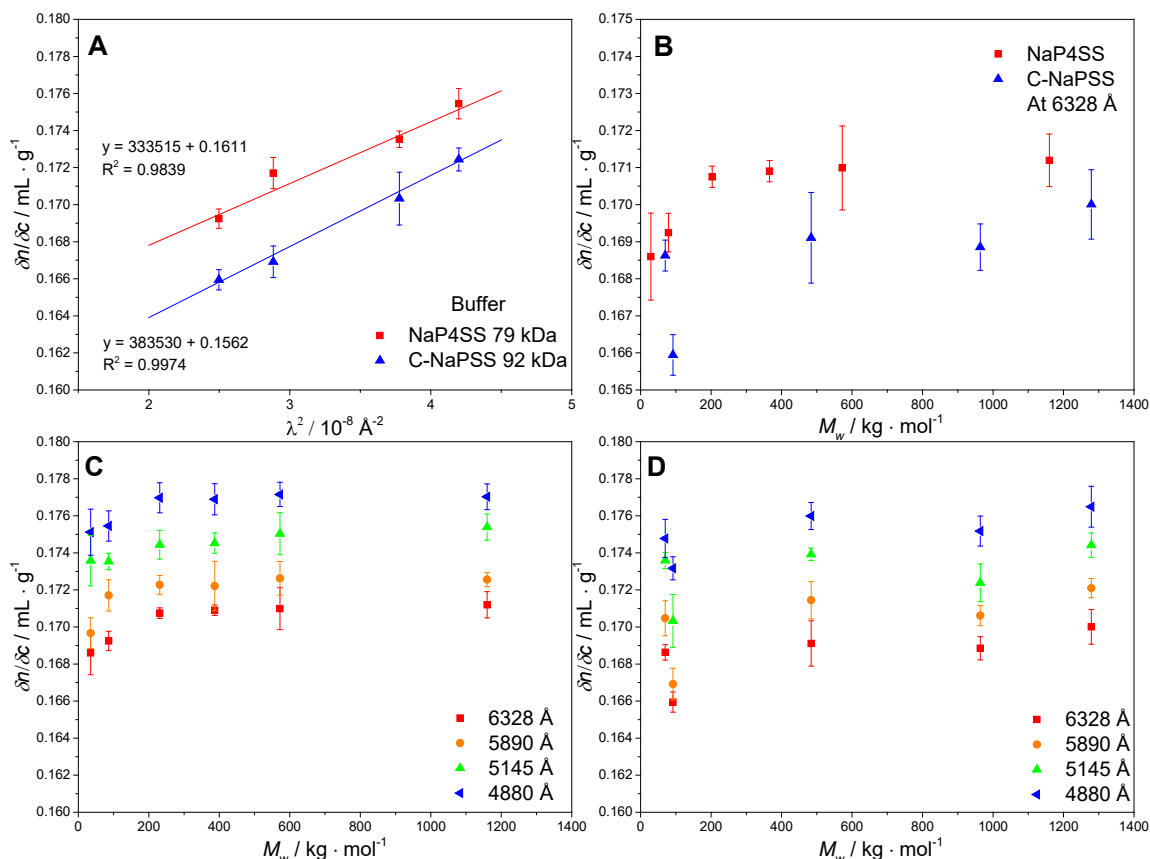 A
0.180
0.178
0.176
0.174
0.172
0.170
0.168
0.166
0.164
0.162
0.160
δn/δc / mL · g⁻¹
y = 333515 + 0.1611
R² = 0.9839
Buffer
NaP4SS 79 kDa
C-NaPSS 92 kDa
y = 383530 + 0.1562
R² = 0.9974
2 3 4 5
λ² / 10⁻⁸ Å⁻²
B
0.175
0.174
0.173
0.172
0.171
0.170
0.169
0.168
0.167
0.166
0.165
δn/δc / mL · g⁻¹
NaP4SS
C-NaPSS
At 6328 Å
0 200 400 600 800 1000 1200 1400
M_w / kg · mol⁻¹
C
0.180
0.178
0.176
0.174
0.172
0.170
0.168
0.166
0.164
0.162
0.160
δn/δc / mL · g⁻¹
6328 Å
5890 Å
5145 Å
4880 Å
0 200 400 600 800 1000 1200 1400
M_w / kg · mol⁻¹
D
0.180
0.178
0.176
0.174
0.172
0.170
0.168
0.166
0.164
0.162
0.160
δn/δc / mL · g⁻¹
6328 Å
5890 Å
5145 Å
4880 Å
0 200 400 600 800 1000 1200 1400
M_w / kg · mol⁻¹